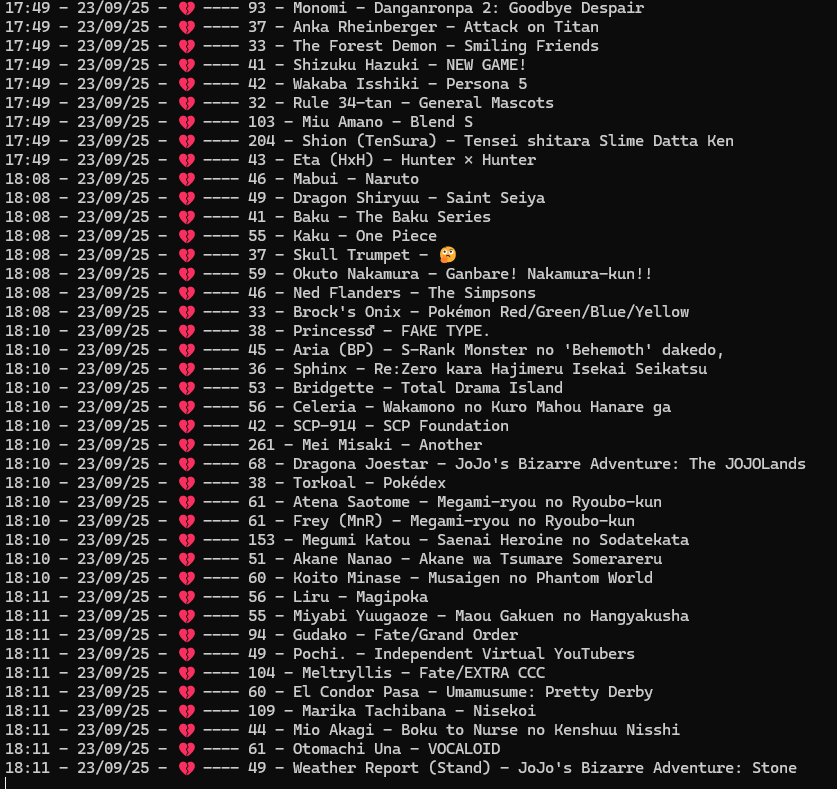 17:49 - 23/09/25 - 💔 ---- 93 - Monomi - Danganronpa 2: Goodbye Despair
17:49 - 23/09/25 - 💔 ---- 37 - Anka Rheinberger - Attack on Titan
17:49 - 23/09/25 - 💔 ---- 33 - The Forest Demon - Smiling Friends
17:49 - 23/09/25 - 💔 ---- 41 - Shizuku Hazuki - NEW GAME!
17:49 - 23/09/25 - 💔 ---- 42 - Wakaba Isshiki - Persona 5
17:49 - 23/09/25 - 💔 ---- 32 - Rule 34-tan - General Mascots
17:49 - 23/09/25 - 💔 ---- 103 - Miu Amano - Blend S
17:49 - 23/09/25 - 💔 ---- 204 - Shion (TenSura) - Tensei shitara Slime Datta Ken
17:49 - 23/09/25 - 💔 ---- 43 - Eta (HxH) - Hunter × Hunter
18:08 - 23/09/25 - 💔 ---- 46 - Mabui - Naruto
18:08 - 23/09/25 - 💔 ---- 49 - Dragon Shiryuu - Saint Seiya
18:08 - 23/09/25 - 💔 ---- 41 - Baku - The Baku Series
18:08 - 23/09/25 - 💔 ---- 55 - Kaku - One Piece
18:08 - 23/09/25 - 💔 ---- 37 - Skull Trumpet - 🤔
18:08 - 23/09/25 - 💔 ---- 59 - Okuto Nakamura - Ganbare! Nakamura-kun!!
18:08 - 23/09/25 - 💔 ---- 46 - Ned Flanders - The Simpsons
18:08 - 23/09/25 - 💔 ---- 33 - Brock's Onix - Pokémon Red/Green/Blue/Yellow
18:10 - 23/09/25 - 💔 ---- 38 - Princess♂ - FAKE TYPE.
18:10 - 23/09/25 - 💔 ---- 45 - Aria (BP) - S-Rank Monster no 'Behemoth' dakedo,
18:10 - 23/09/25 - 💔 ---- 36 - Sphinx - Re:Zero kara Hajimeru Isekai Seikatsu
18:10 - 23/09/25 - 💔 ---- 53 - Bridgette - Total Drama Island
18:10 - 23/09/25 - 💔 ---- 56 - Celeria - Wakamono no Kuro Mahou Hanare ga
18:10 - 23/09/25 - 💔 ---- 42 - SCP-914 - SCP Foundation
18:10 - 23/09/25 - 💔 ---- 261 - Mei Misaki - Another
18:10 - 23/09/25 - 💔 ---- 68 - Dragona Joestar - JoJo's Bizarre Adventure: The JOJOLands
18:10 - 23/09/25 - 💔 ---- 38 - Torkoal - Pokédex
18:10 - 23/09/25 - 💔 ---- 61 - Atena Saotome - Megami-ryou no Ryoubo-kun
18:10 - 23/09/25 - 💔 ---- 61 - Frey (MnR) - Megami-ryou no Ryoubo-kun
18:10 - 23/09/25 - 💔 ---- 153 - Megumi Katou - Saenai Heroine no Sodatekata
18:10 - 23/09/25 - 💔 ---- 51 - Akane Nanao - Akane wa Tsumare Somerareru
18:10 - 23/09/25 - 💔 ---- 60 - Koito Minase - Musaigen no Phantom World
18:11 - 23/09/25 - 💔 ---- 56 - Liru - Magipoka
18:11 - 23/09/25 - 💔 ---- 55 - Miyabi Yuugaoze - Maou Gakuen no Hangyakusha
18:11 - 23/09/25 - 💔 ---- 94 - Gudako - Fate/Grand Order
18:11 - 23/09/25 - 💔 ---- 49 - Pochi. - Independent Virtual YouTubers
18:11 - 23/09/25 - 💔 ---- 104 - Meltryllis - Fate/EXTRA CCC
18:11 - 23/09/25 - 💔 ---- 60 - El Condor Pasa - Umamusume: Pretty Derby
18:11 - 23/09/25 - 💔 ---- 109 - Marika Tachibana - Nisekoi
18:11 - 23/09/25 - 💔 ---- 44 - Mio Akagi - Boku to Nurse no Kenshuu Nisshi
18:11 - 23/09/25 - 💔 ---- 61 - Otomachi Una - VOCALOID
18:11 - 23/09/25 - 💔 ---- 49 - Weather Report (Stand) - JoJo's Bizarre Adventure: Stone